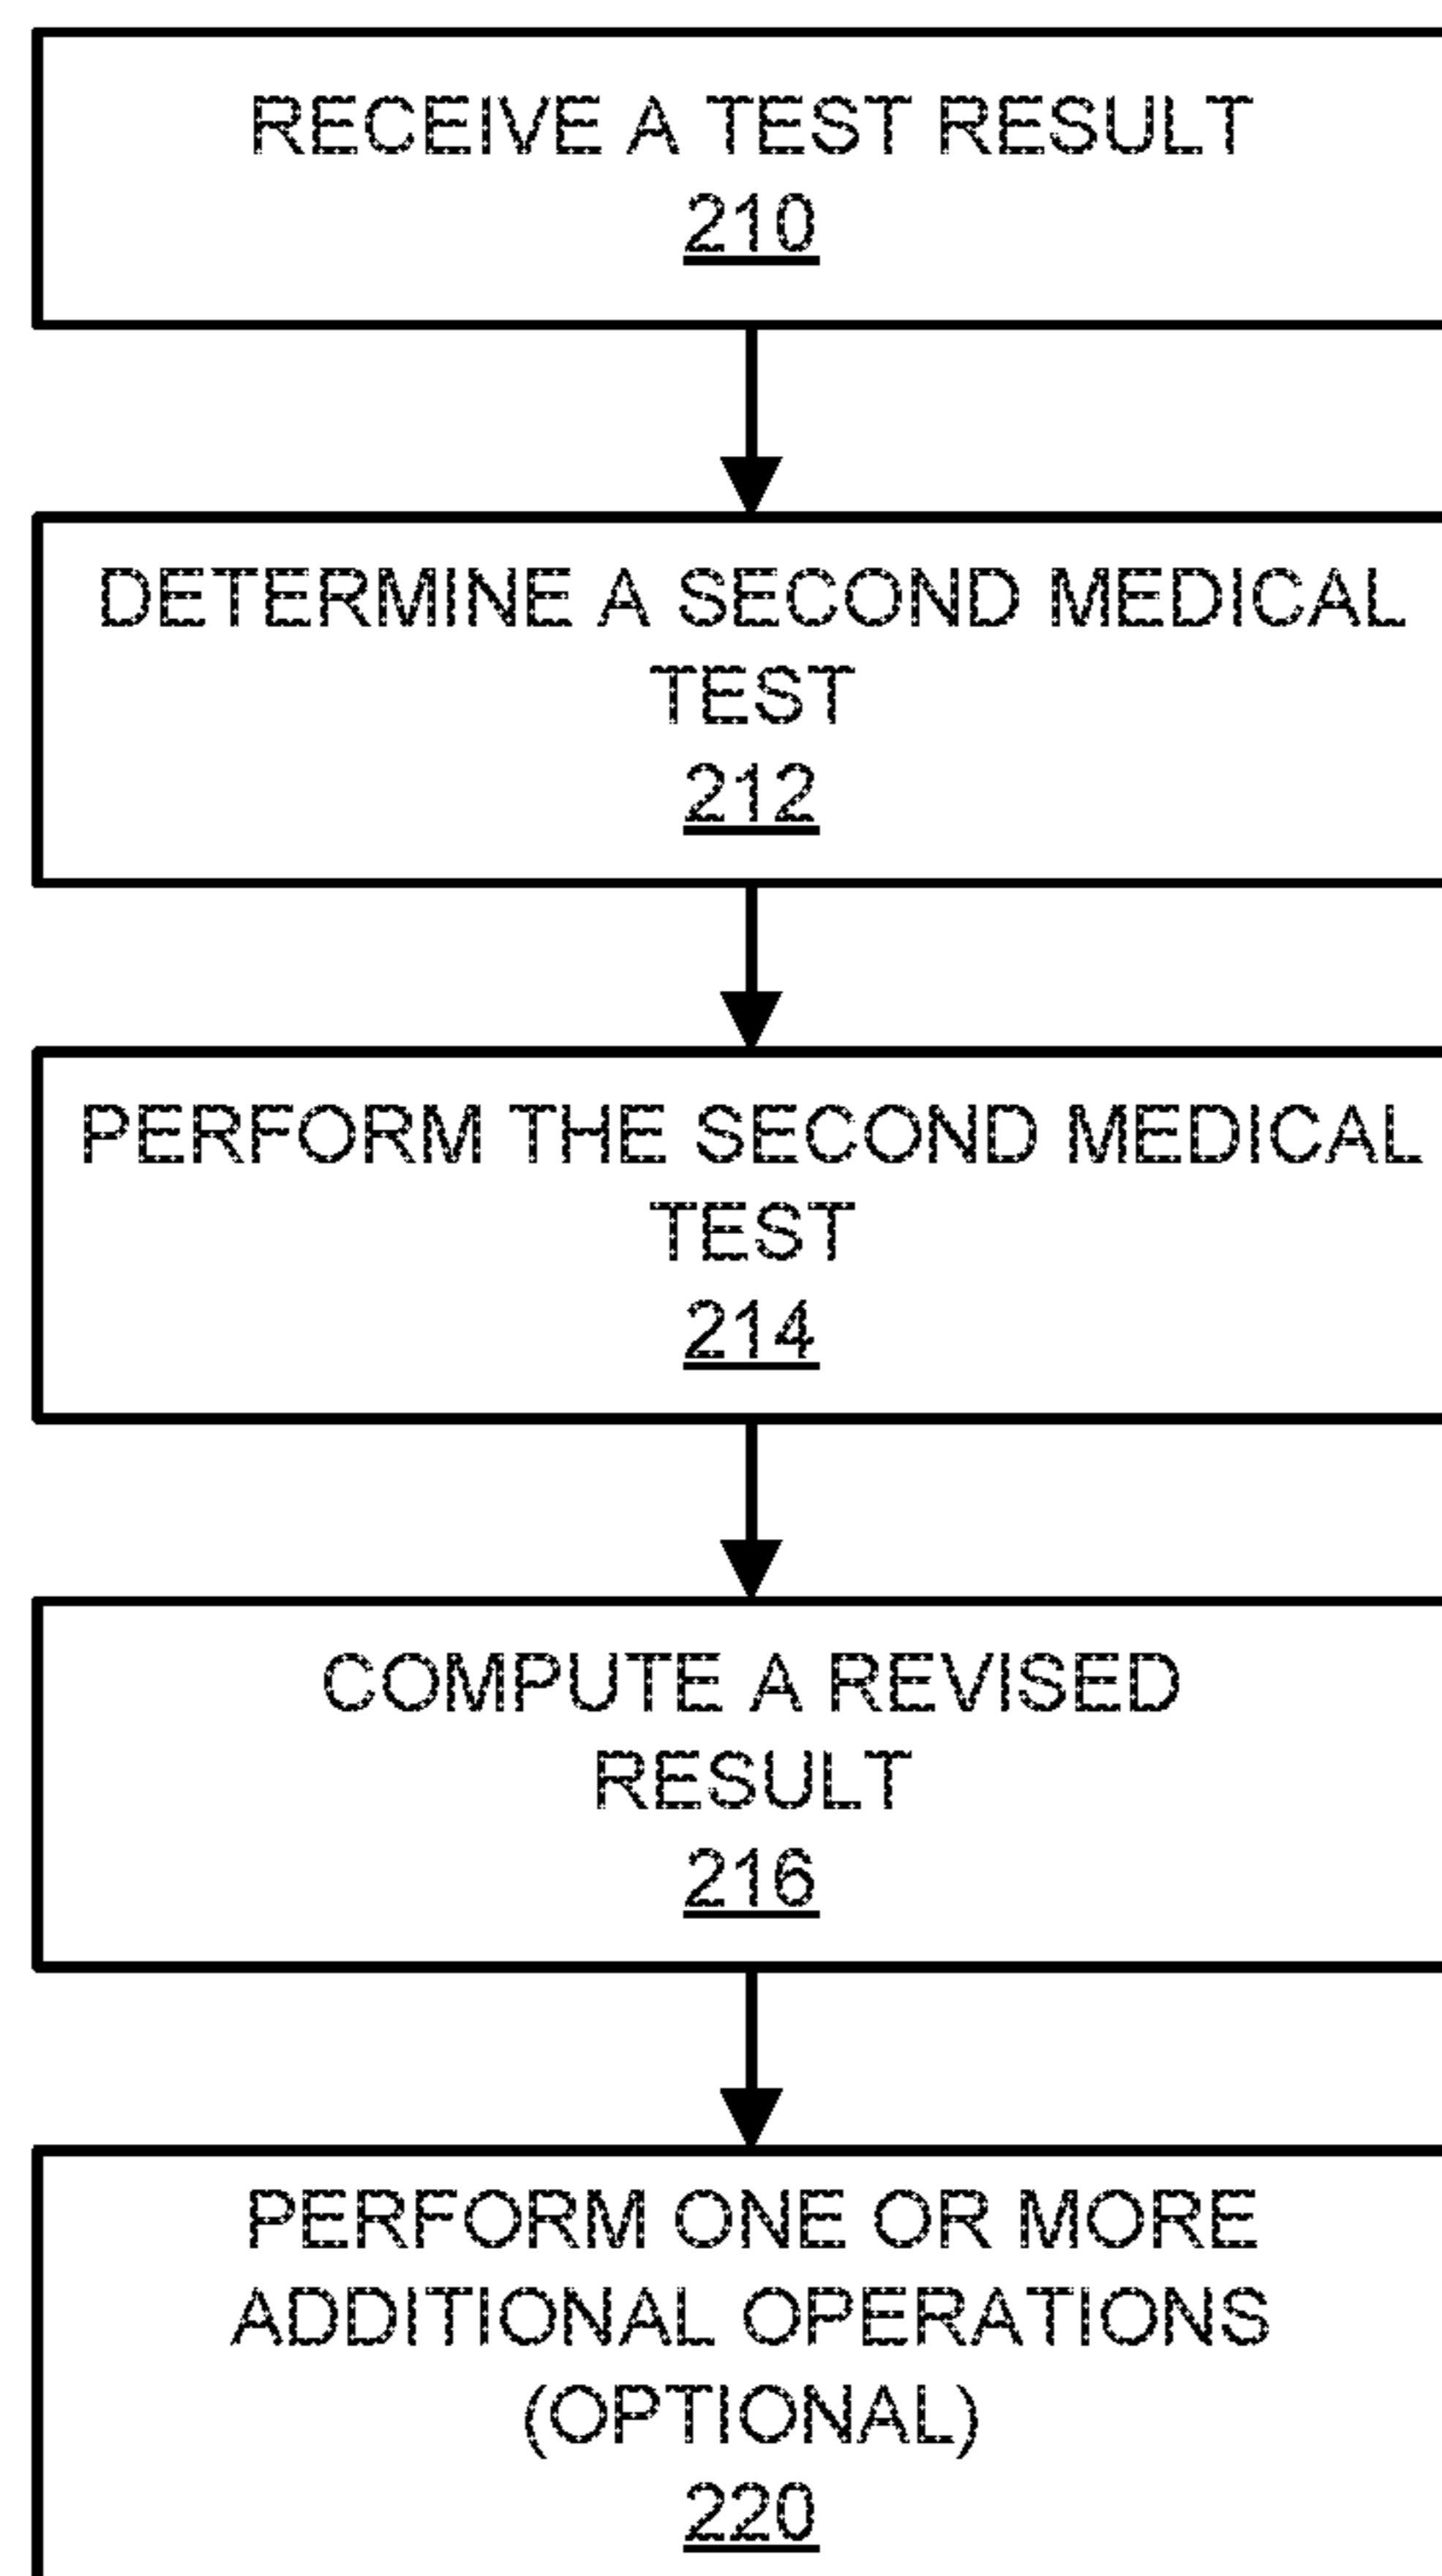 RECEIVE A TEST RESULT
210
DETERMINE A SECOND MEDICAL
TEST
212
PERFORM THE SECOND MEDICAL
TEST
214
COMPUTE A REVISED
RESULT
216
PERFORM ONE OR MORE
ADDITIONAL OPERATIONS
(OPTIONAL)
220